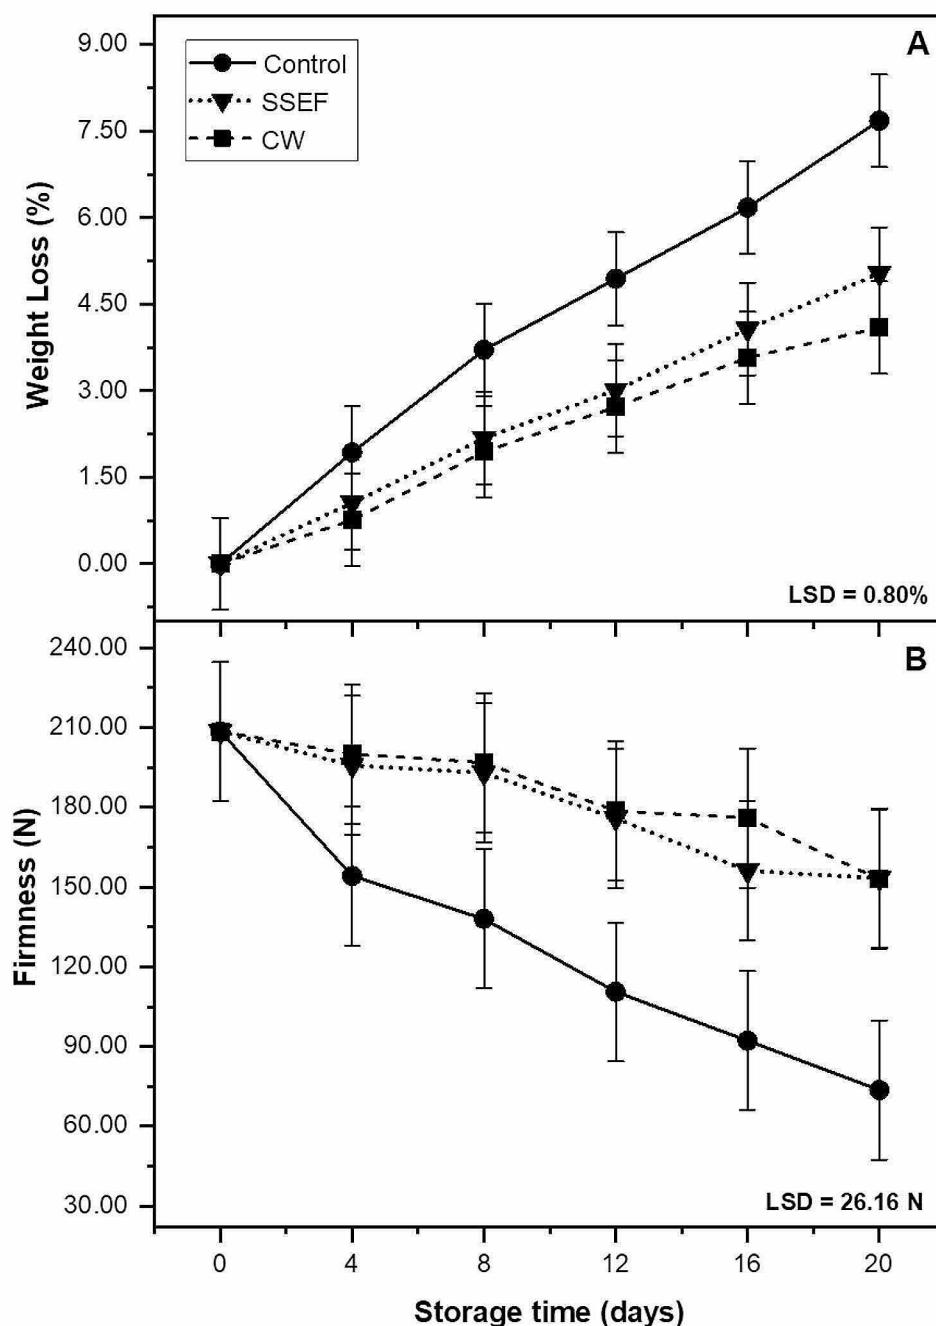 A
9.00
7.50
6.00
4.50
3.00
1.50
0.00
Weight Loss (%)
Control
SSEF
CW
LSD = 0.80%
B
240.00
210.00
180.00
150.00
120.00
90.00
60.00
30.00
Firmness (N)
LSD = 26.16 N
0 4 8 12 16 20
Storage time (days)